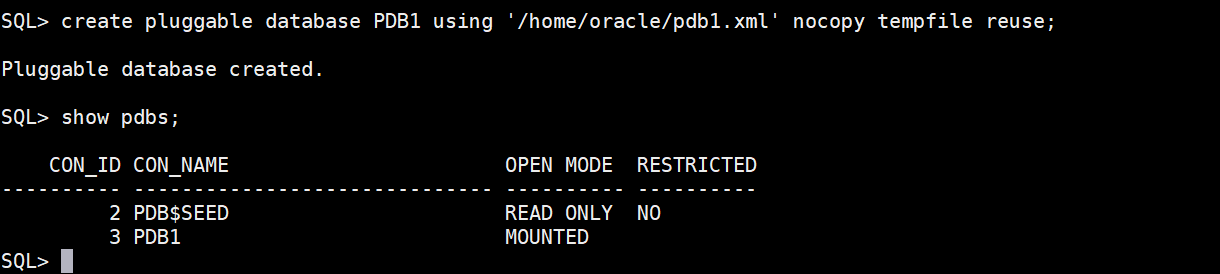 SQL> create pluggable database PDB1 using '/home/oracle/pdb1.xml' nocopy tempfile reuse;
Pluggable database created.
SQL> show pdbs;
    CON_ID CON_NAME                       OPEN MODE  RESTRICTED
---------- ------------------------------ ---------- ----------
         2 PDB$SEED                       READ ONLY  NO
         3 PDB1                           MOUNTED
SQL>